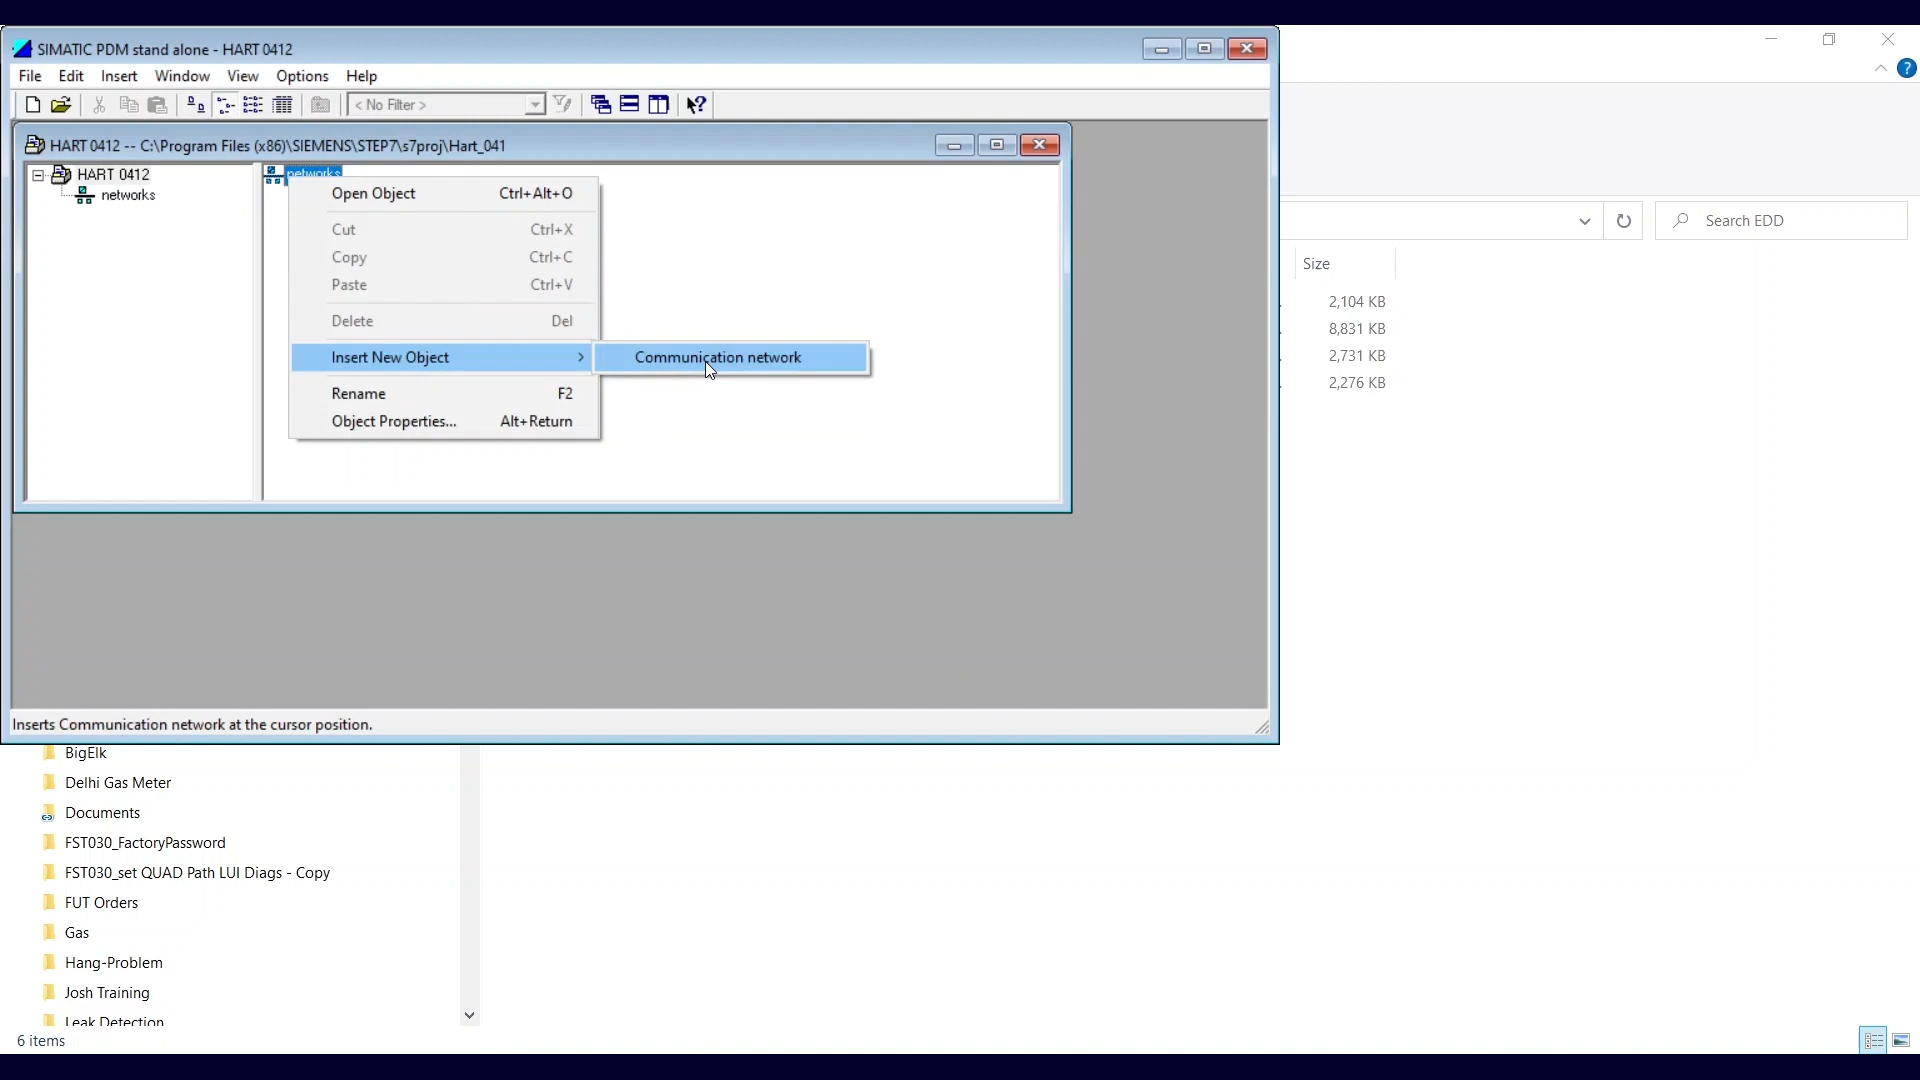 SIMATIC PDM stand alone - HART 0412
File Edit Insert Window View Options Help
< No Filter >
HART 0412 -- C:\Program Files (x86)\SIEMENS\STEP7\s7proj\Hart_041
HART 0412
networks
networks
Open Object Ctrl+Alt+O
Cut Ctrl+X
Copy Ctrl+C
Paste Ctrl+V
Delete Del
Insert New Object
Communication network
Rename F2
Object Properties... Alt+Return
Inserts Communication network at the cursor position.
Search EDD
Size
2,104 KB
8,831 KB
2,731 KB
2,276 KB
BigElk
Delhi Gas Meter
Documents
FST030_FactoryPassword
FST030_set QUAD Path LUI Diags - Copy
FUT Orders
Gas
Hang-Problem
Josh Training
Leak Detection
6 items